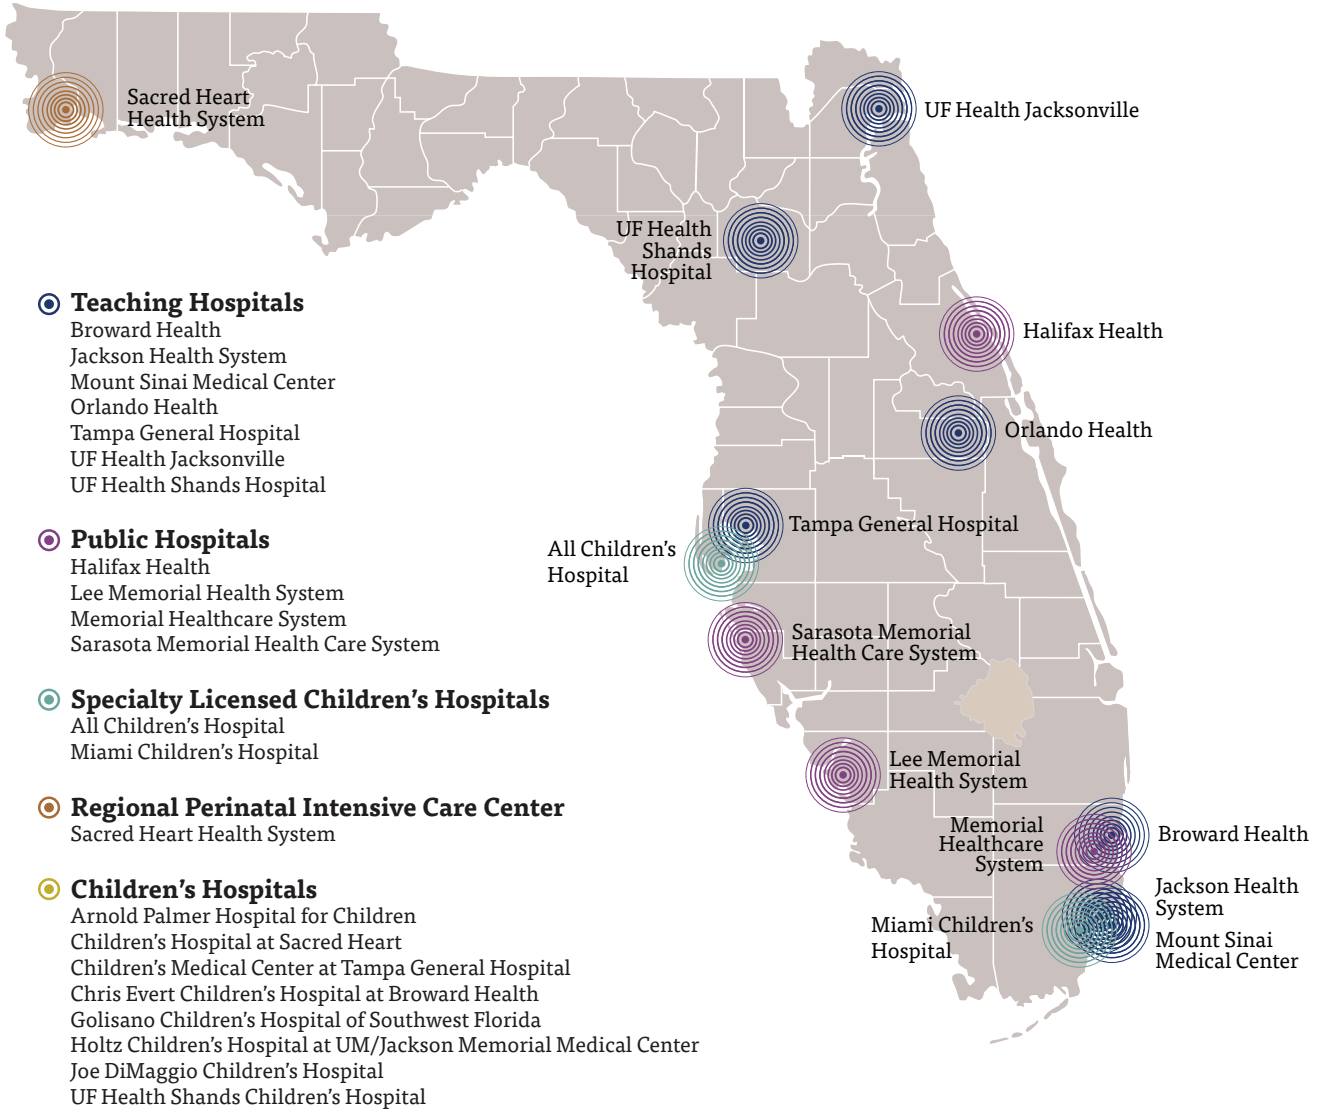 Sacred Heart
Health System
UF Health Jacksonville
UF Health
Shands
Hospital
Halifax Health
Orlando Health
Tampa General Hospital
All Children's
Hospital
Sarasota Memorial
Health Care System
Lee Memorial
Health System
Memorial
Healthcare
System
Broward Health
Jackson Health
System
Miami Children's
Hospital
Mount Sinai
Medical Center
Teaching Hospitals
Broward Health
Jackson Health System
Mount Sinai Medical Center
Orlando Health
Tampa General Hospital
UF Health Jacksonville
UF Health Shands Hospital
Public Hospitals
Halifax Health
Lee Memorial Health System
Memorial Healthcare System
Sarasota Memorial Health Care System
Specialty Licensed Children's Hospitals
All Children's Hospital
Miami Children's Hospital
Regional Perinatal Intensive Care Center
Sacred Heart Health System
Children's Hospitals
Arnold Palmer Hospital for Children
Children's Hospital at Sacred Heart
Children's Medical Center at Tampa General Hospital
Chris Evert Children's Hospital at Broward Health
Golisano Children's Hospital of Southwest Florida
Holtz Children's Hospital at UM/Jackson Memorial Medical Center
Joe DiMaggio Children's Hospital
UF Health Shands Children's Hospital